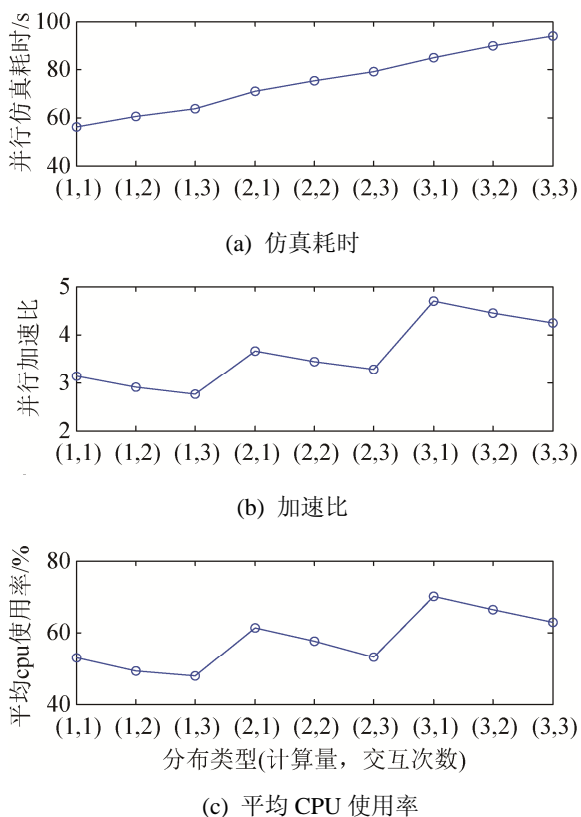 并行仿真耗时/s
100
80
60
40
(1,1) (1,2) (1,3) (2,1) (2,2) (2,3) (3,1) (3,2) (3,3)
(a) 仿真耗时
并行加速比
5
4
3
2
(1,1) (1,2) (1,3) (2,1) (2,2) (2,3) (3,1) (3,2) (3,3)
(b) 加速比
平均cpu使用率/%
80
60
40
(1,1) (1,2) (1,3) (2,1) (2,2) (2,3) (3,1) (3,2) (3,3)
分布类型(计算量，交互次数)
(c) 平均 CPU 使用率